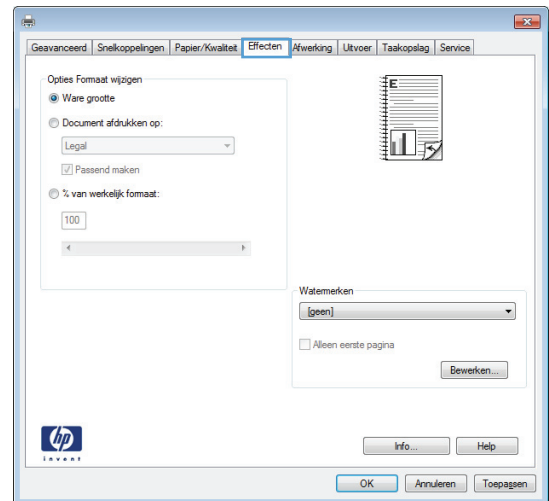 Geavanceerd Snelkoppelingen Papier/Kwaliteit Effecten Afwerking Uitvoer Taakopslag Service
Opties Formaat wijzigen
Ware grootte
Document afdrukken op:
Legal
Passend maken
% van werkelijk formaat:
100
E
Watermerken
[geen]
Alleen eerste pagina
Bewerken...
hp
invent
Info... Help
OK Annuleren Toepassen